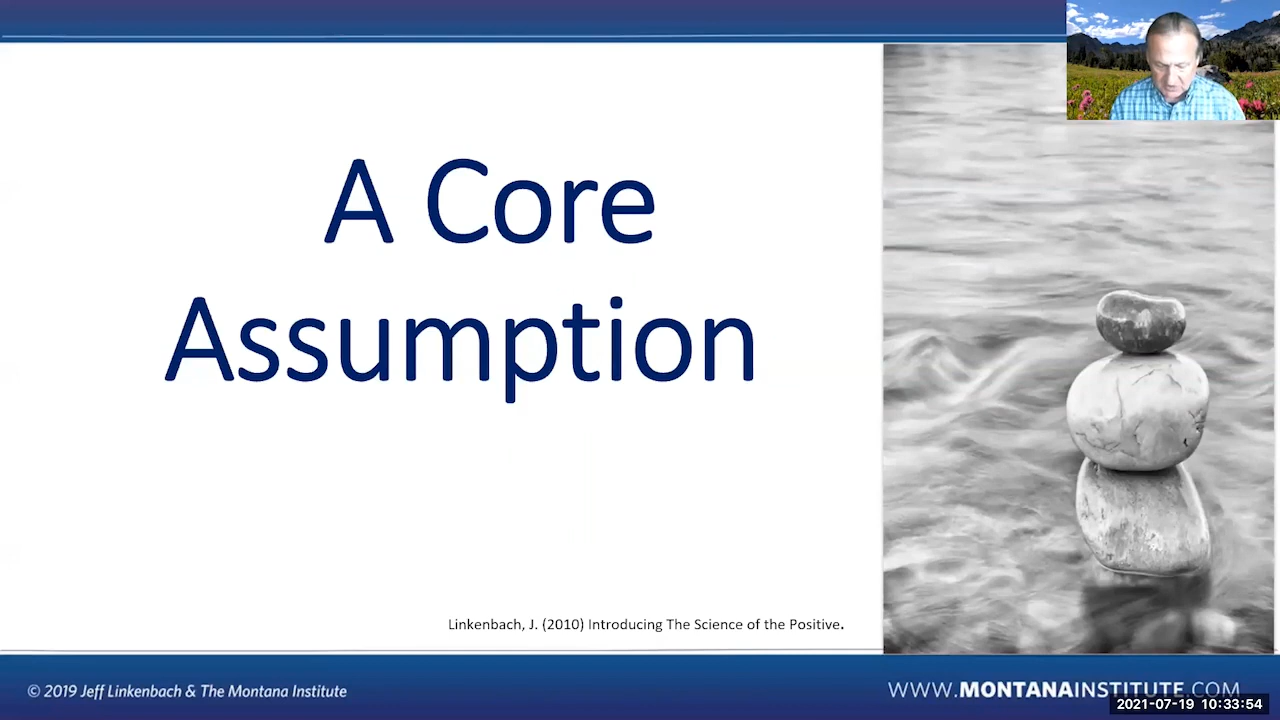 A Core
Assumption
Linkenbach, J. (2010) Introducing The Science of the Positive.
© 2019 Jeff Linkenbach & The Montana Institute
WWW.MONTANAINSTITUTE.COM
2021-07-19 10:33:54